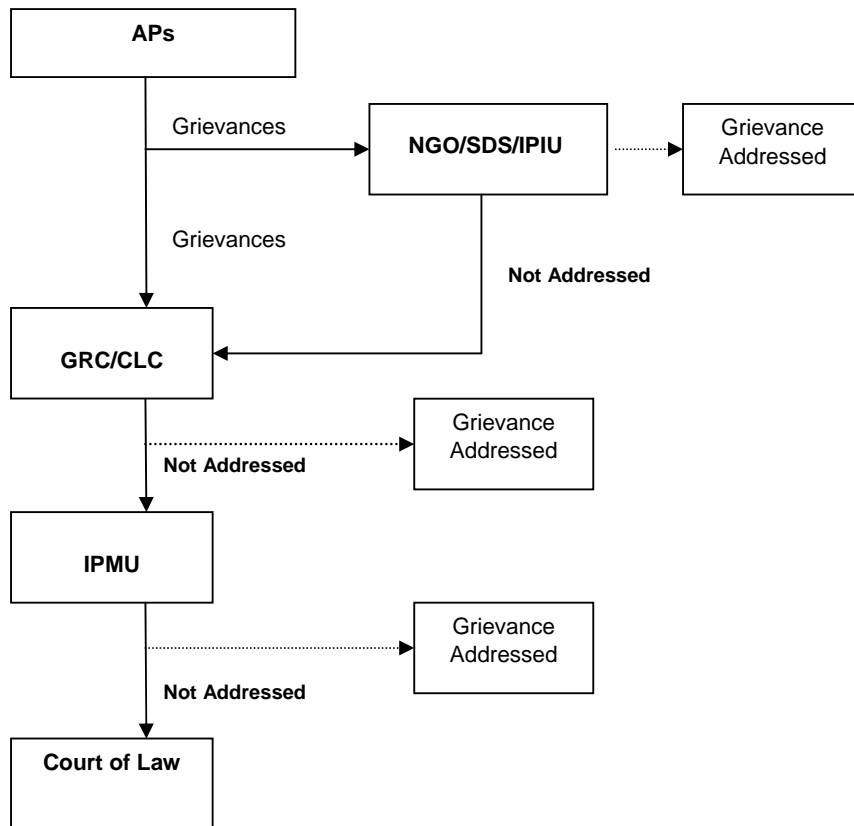 APs
Grievances
NGO/SDS/IPIU
Grievance
Addressed
Grievances
Not Addressed
GRC/CLC
Grievance
Addressed
Not Addressed
IPMU
Grievance
Addressed
Not Addressed
Court of Law